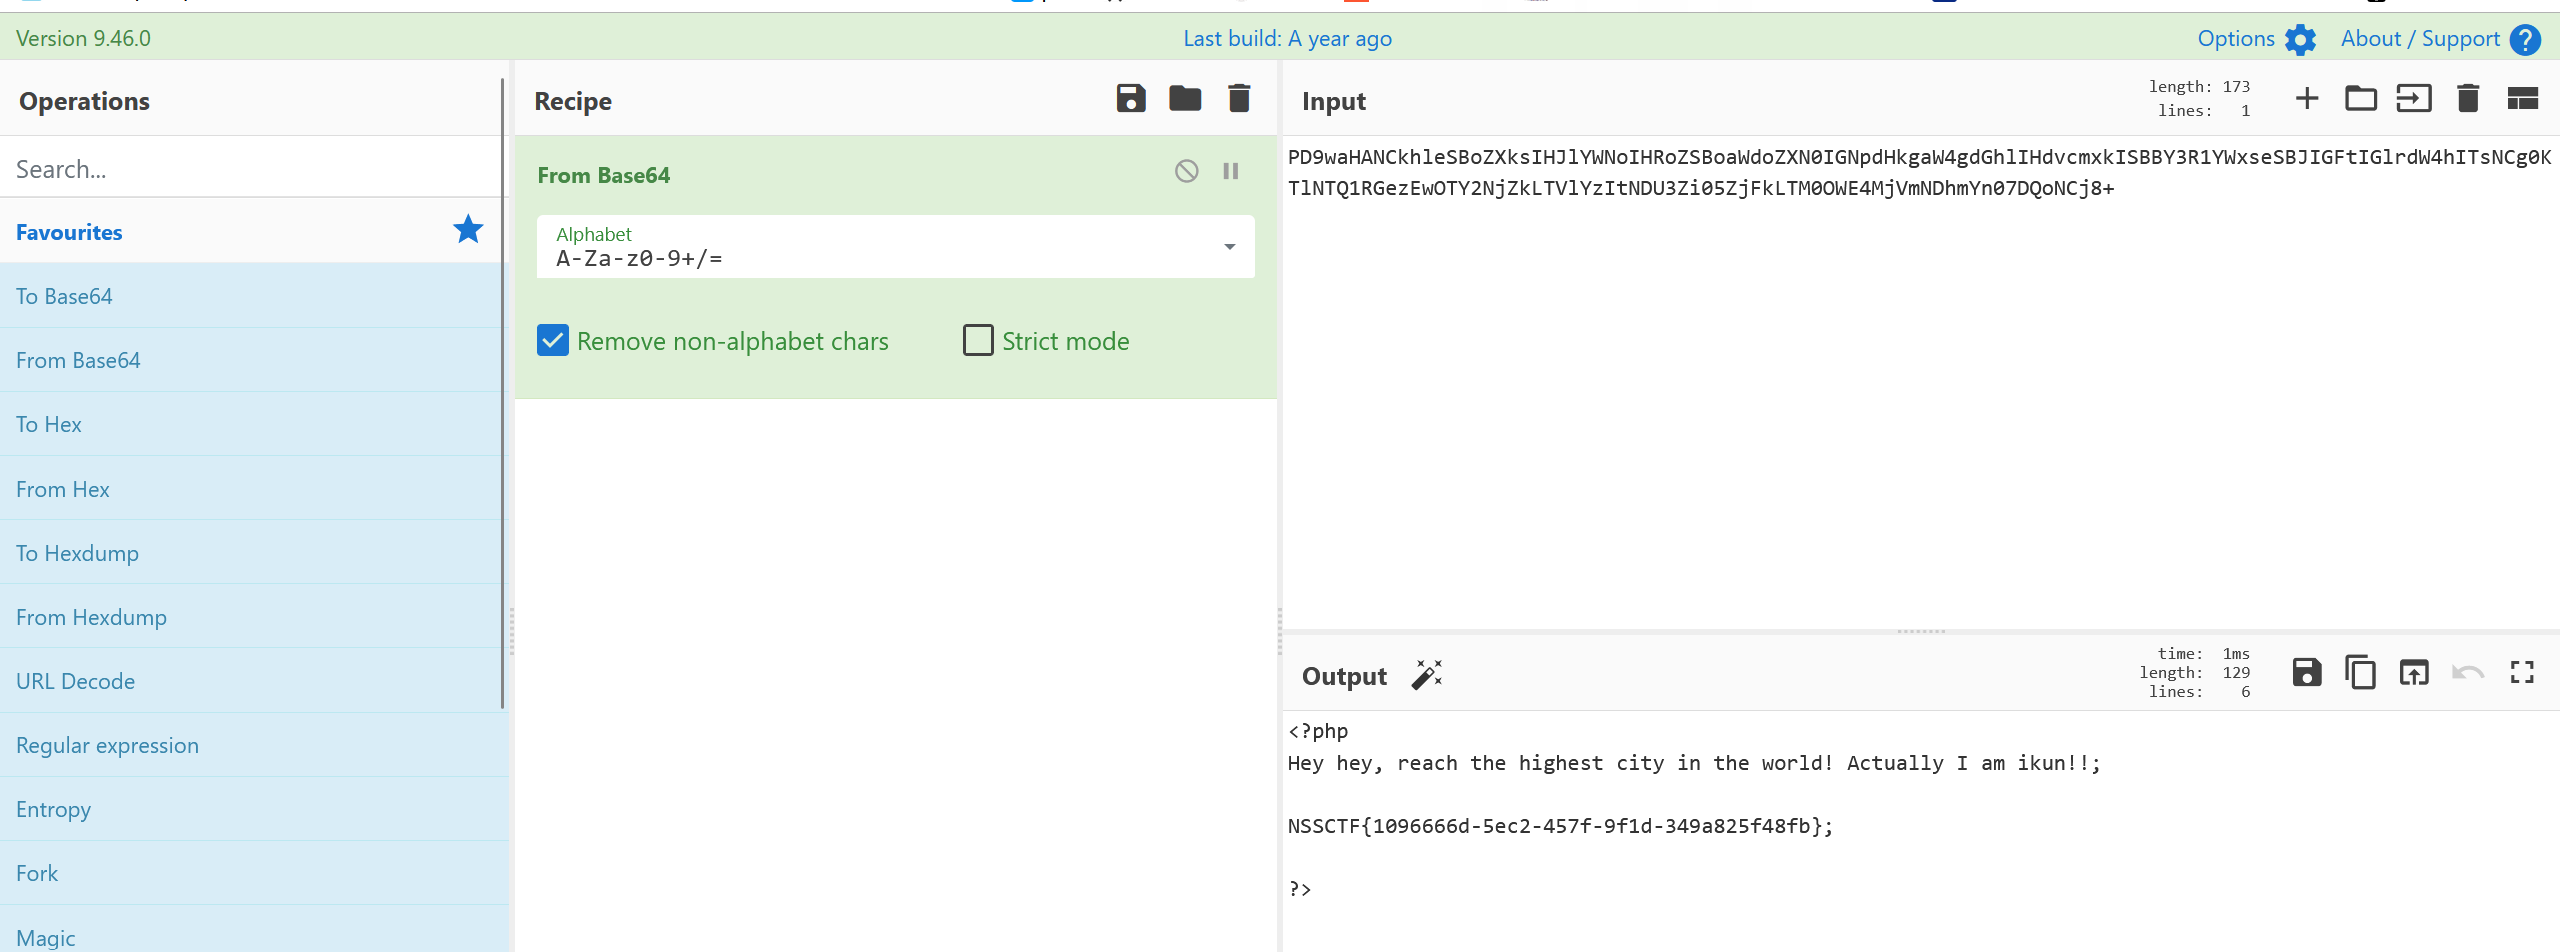 Version 9.46.0
Last build: A year ago
Options
About / Support
Operations
Search...
Favourites
To Base64
From Base64
To Hex
From Hex
To Hexdump
From Hexdump
URL Decode
Regular expression
Entropy
Fork
Magic
Recipe
From Base64
Alphabet
A-Za-z0-9+/=
Remove non-alphabet chars
Strict mode
Input
length: 173
lines: 1
PD9waHANCkhleSBoZXksIHJlYWNoIHRoZSBoaWdoZXN0IGNpdHkgaW4gdGhlIHdvcmxkISBBY3R1YWxseSBJIGFtIGlrdW4hITsNCg0K
TlNTQ1RGezEwOTY2NjZkLTVlYzItNDU3Zi05ZjFkLTM0OWE4MjVmNDhmYn07DQoNCj8+
Output
time: 1ms
length: 129
lines: 6
<?php
Hey hey, reach the highest city in the world! Actually I am ikun!!;
NSSCTF{1096666d-5ec2-457f-9f1d-349a825f48fb};
?>